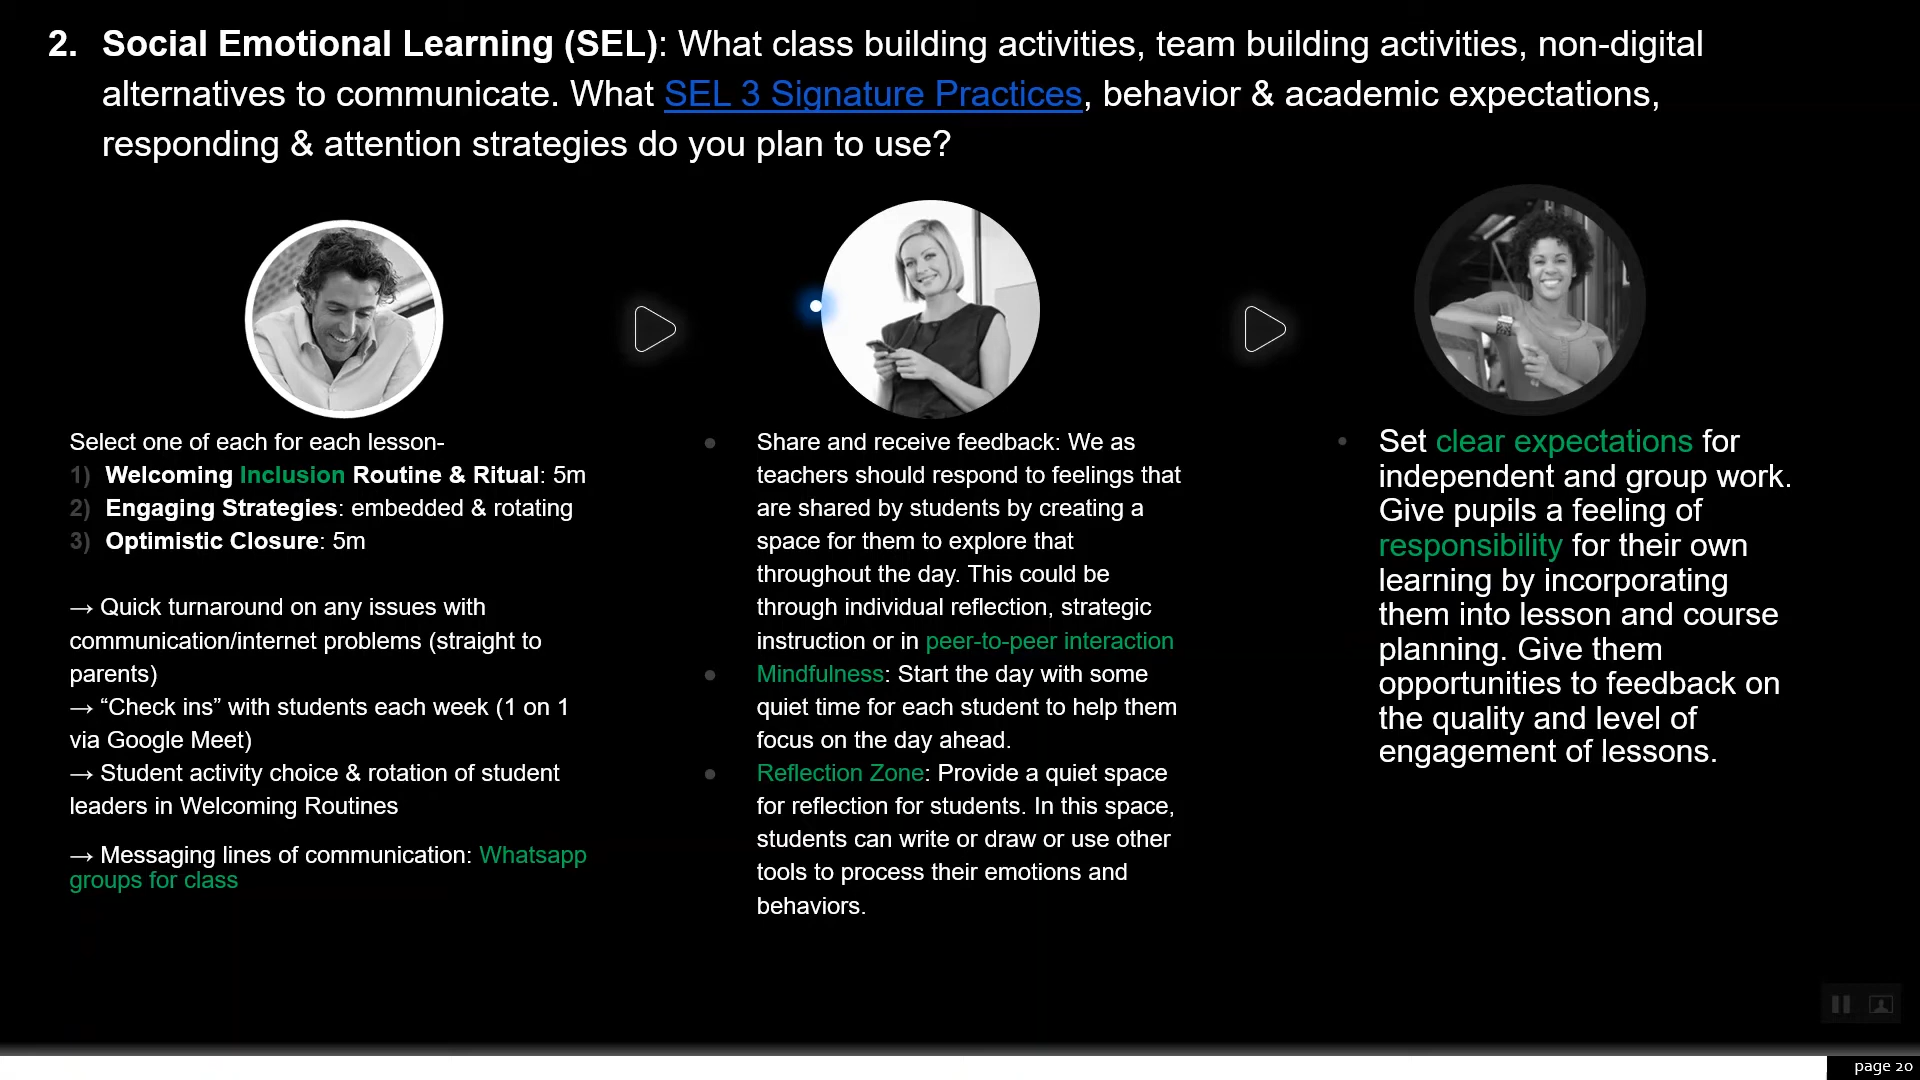 2. Social Emotional Learning (SEL): What class building activities, team building activities, non-digital
alternatives to communicate. What SEL 3 Signature Practices, behavior & academic expectations,
responding & attention strategies do you plan to use?
Select one of each for each lesson-
1) Welcoming Inclusion Routine & Ritual: 5m
2) Engaging Strategies: embedded & rotating
3) Optimistic Closure: 5m
→ Quick turnaround on any issues with
communication/internet problems (straight to
parents)
→ “Check ins” with students each week (1 on 1
via Google Meet)
→ Student activity choice & rotation of student
leaders in Welcoming Routines
→ Messaging lines of communication: Whatsapp
groups for class
● Share and receive feedback: We as
teachers should respond to feelings that
are shared by students by creating a
space for them to explore that
throughout the day. This could be
through individual reflection, strategic
instruction or in peer-to-peer interaction
● Mindfulness: Start the day with some
quiet time for each student to help them
focus on the day ahead.
● Reflection Zone: Provide a quiet space
for reflection for students. In this space,
students can write or draw or use other
tools to process their emotions and
behaviors.
• Set clear expectations for
independent and group work.
Give pupils a feeling of
responsibility for their own
learning by incorporating
them into lesson and course
planning. Give them
opportunities to feedback on
the quality and level of
engagement of lessons.
page 20